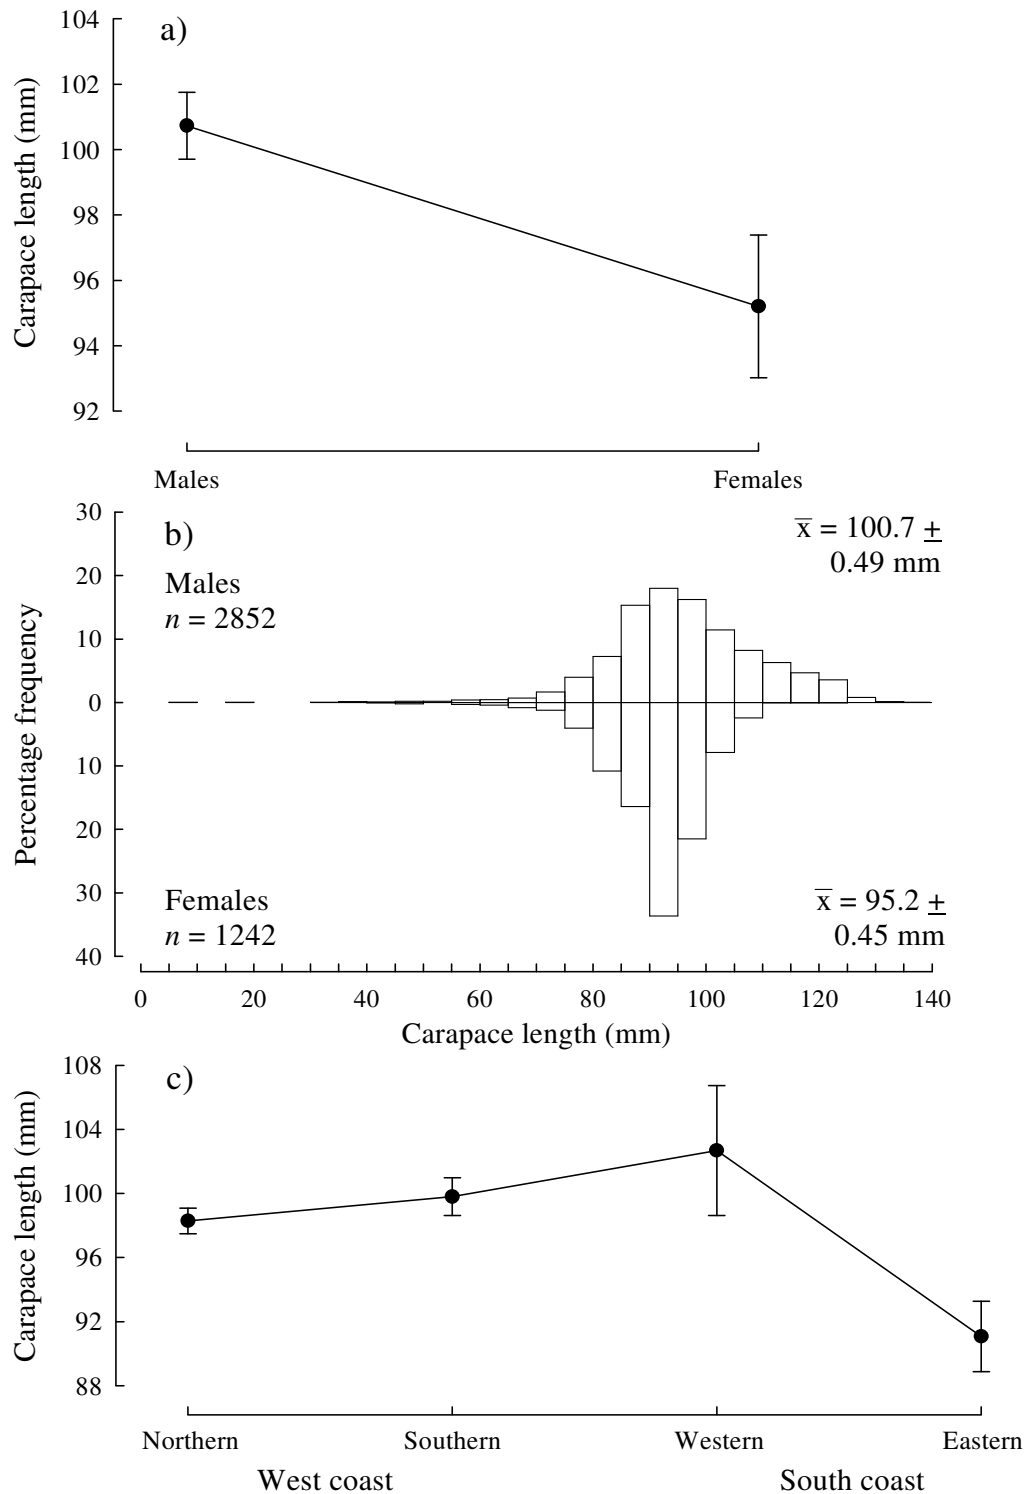 a)
104
102
100
98
96
94
92
Carapace length (mm)
Males Females
b)
x̅ = 100.7 ±
0.49 mm
Males
n = 2852
30
20
10
0
10
20
30
40
Percentage frequency
Females
n = 1242
x̅ = 95.2 ±
0.45 mm
0 20 40 60 80 100 120 140
Carapace length (mm)
c)
108
104
100
96
92
88
Carapace length (mm)
Northern Southern Western Eastern
West coast South coast